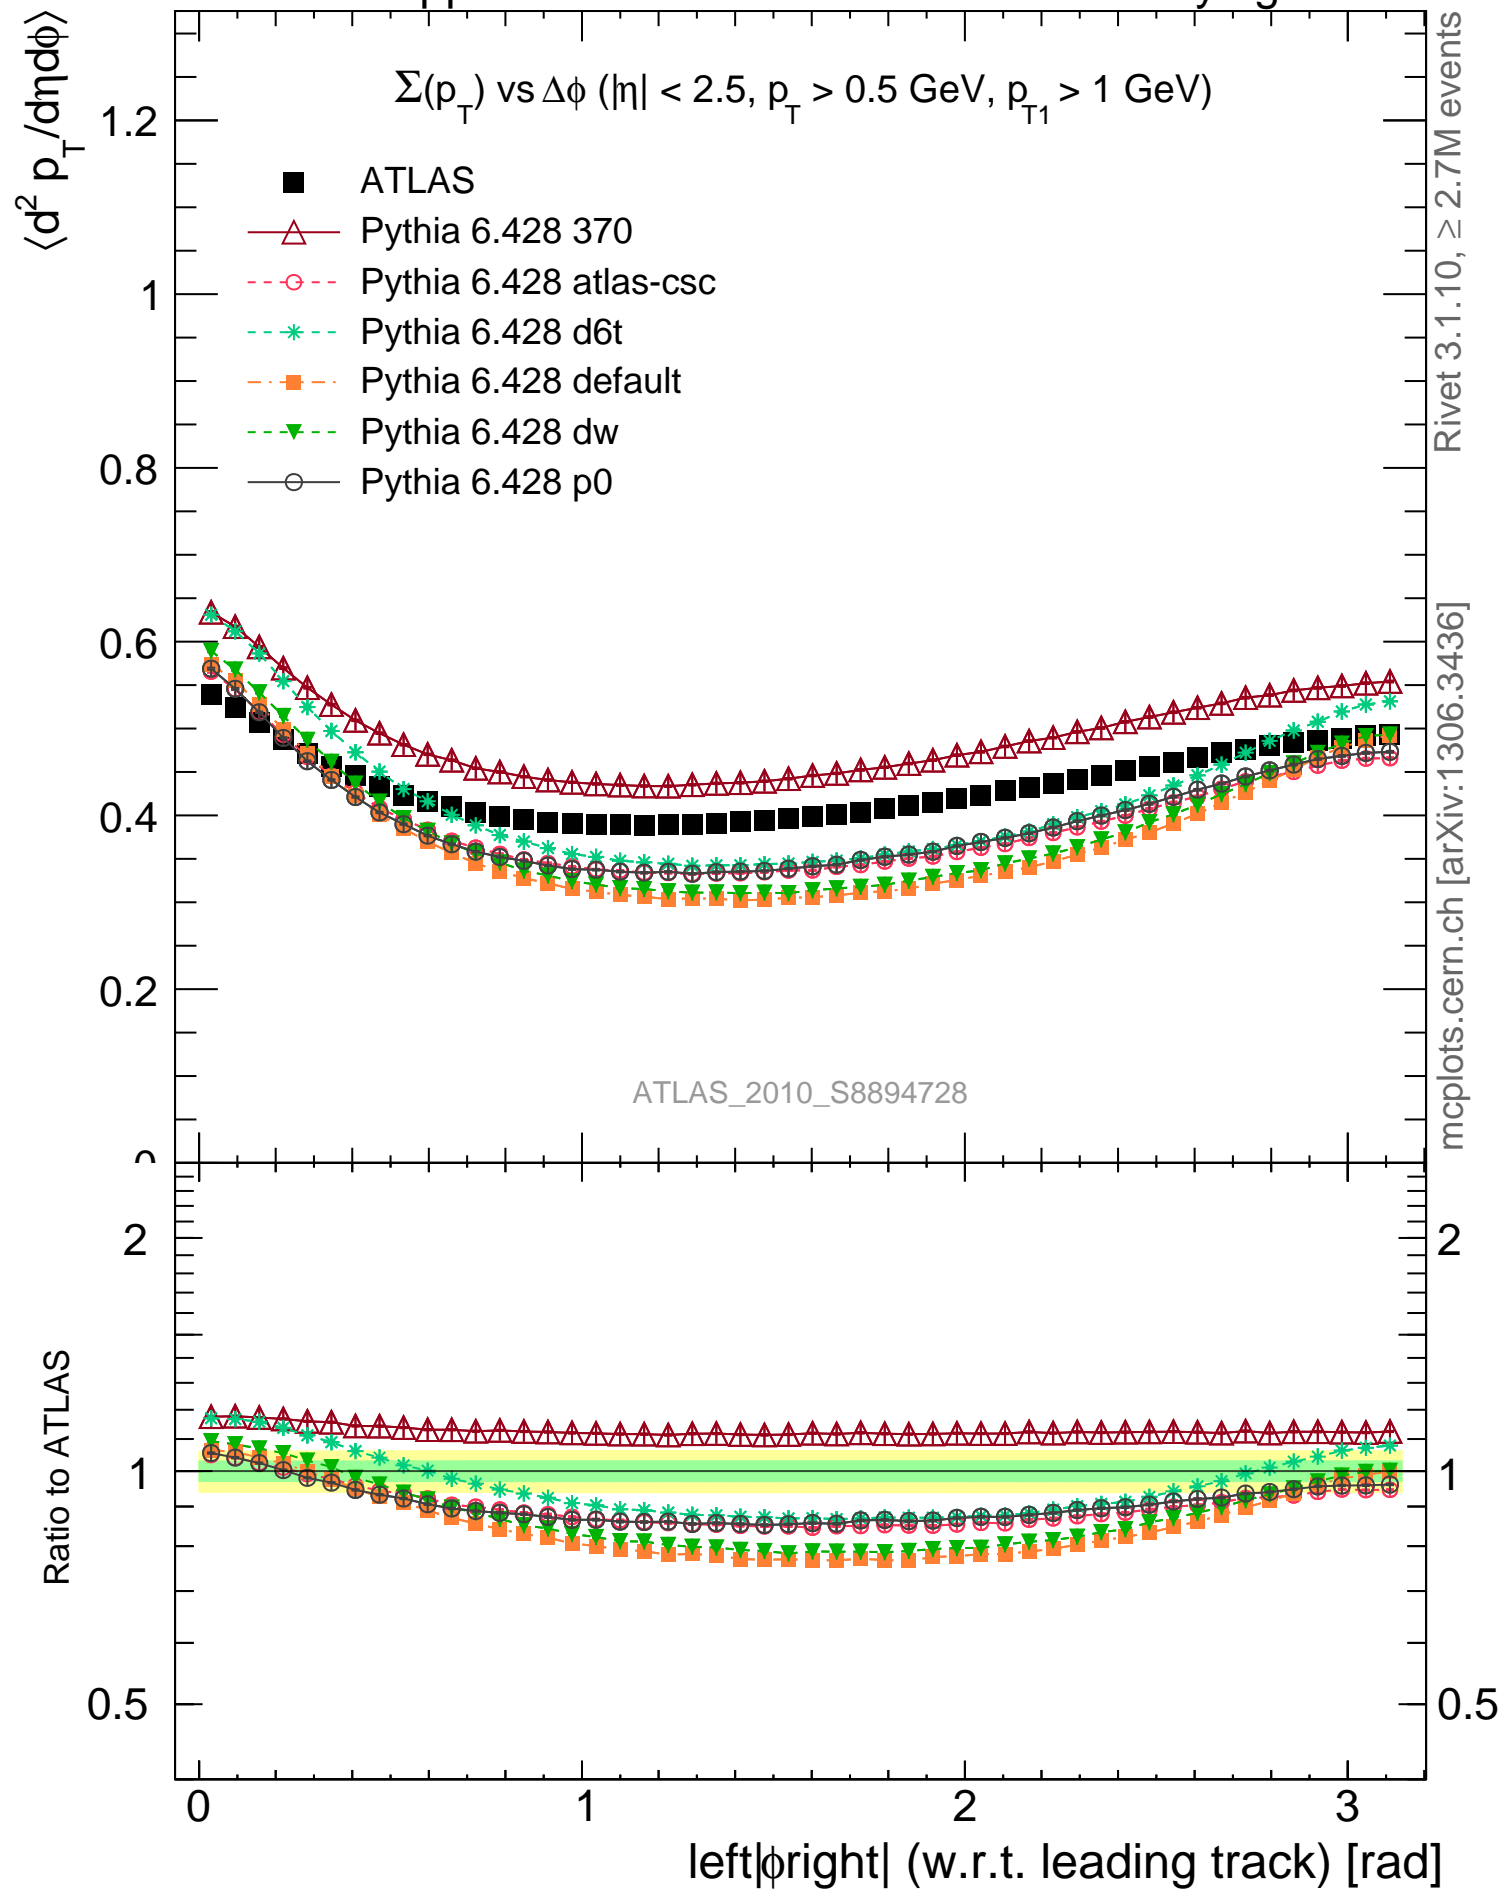 ⟨d² p_T/dηdϕ⟩
Σ(p_T) vs Δϕ (|η| < 2.5, p_T > 0.5 GeV, p_T1 > 1 GeV)
ATLAS
Pythia 6.428 370
Pythia 6.428 atlas-csc
Pythia 6.428 d6t
Pythia 6.428 default
Pythia 6.428 dw
Pythia 6.428 p0
1.2
1
0.8
0.6
0.4
0.2
0
ATLAS_2010_S8894728
Rivet 3.1.10, ≥ 2.7M events
mcplots.cern.ch [arXiv:1306.3436]
Ratio to ATLAS
2
1
0.5
2
1
0.5
0 1 2 3
left|ϕright| (w.r.t. leading track) [rad]